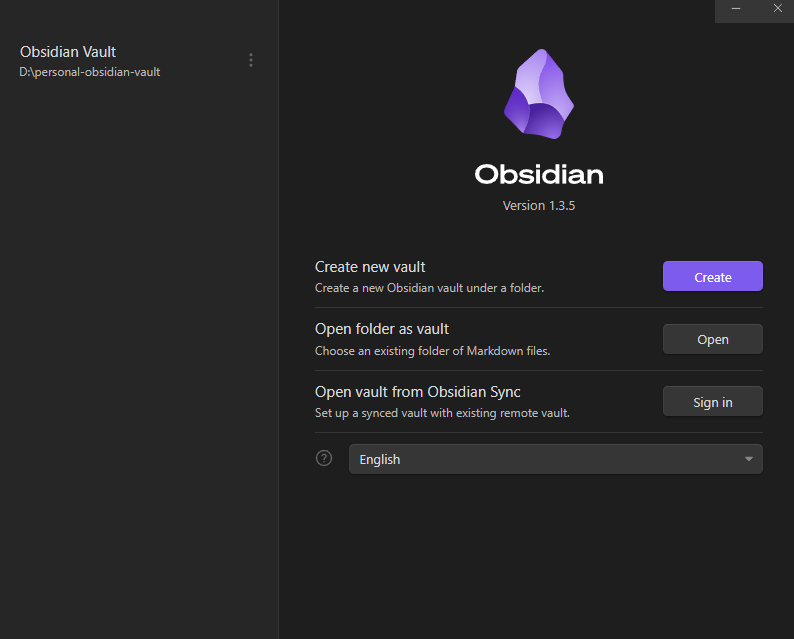 Obsidian Vault
D:\personal-obsidian-vault
Obsidian
Version 1.3.5
Create new vault
Create a new Obsidian vault under a folder.
Create
Open folder as vault
Choose an existing folder of Markdown files.
Open
Open vault from Obsidian Sync
Set up a synced vault with existing remote vault.
Sign in
?
English